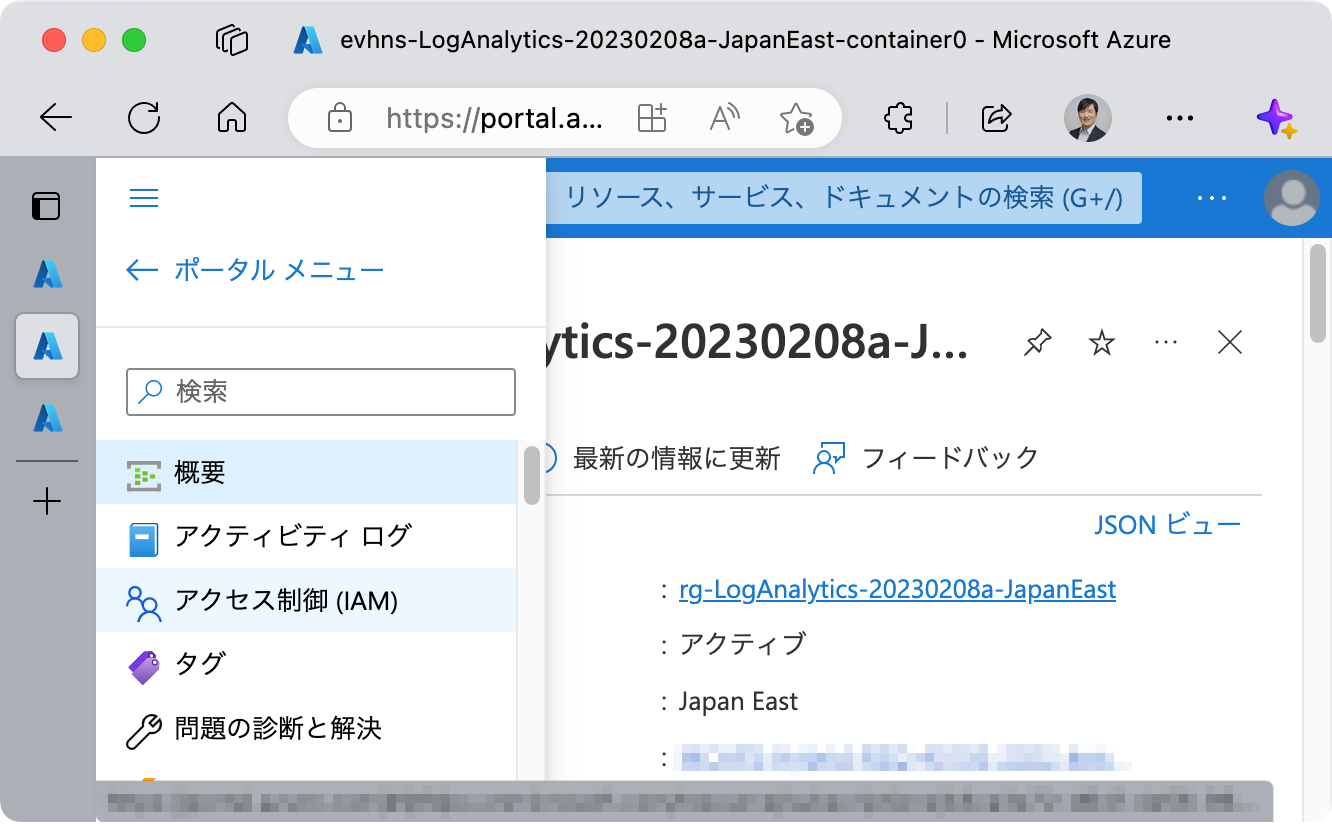 evhns-LogAnalytics-20230208a-JapanEast-container0 - Microsoft Azure
https://portal.a...
リソース、サービス、ドキュメントの検索 (G+/)
ポータル メニュー
ytics-20230208a-J...
検索
最新の情報に更新
フィードバック
概要
JSON ビュー
アクティビティ ログ
: rg-LogAnalytics-20230208a-JapanEast
アクセス制御 (IAM)
: アクティブ
タグ
: Japan East
問題の診断と解決
: